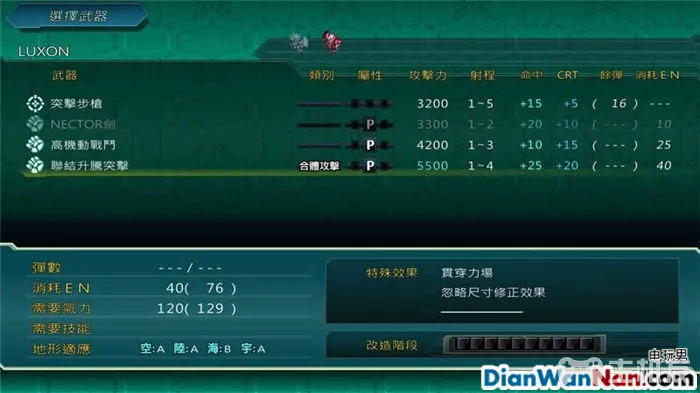 選擇武器
LUXON
武器 類別 屬性 攻擊力 射程 命中 CRT 餘彈 消耗EN
突擊步槍 3200 1~5 +15 +5 ( 16 ) ---
NECTOR劍 P 3300 1~2 +20 +10 ( --- ) 10
高機動戰鬥 P 4200 1~3 +10 +15 ( --- ) 25
聯結升騰突擊 合體攻擊 P 5500 1~4 +25 +20 ( --- ) 40
彈數 ---/---
消耗EN 40( 76 )
需要氣力 120( 129 )
需要技能
地形適應 空:A 陸:A 海:B 宇:A
特殊效果 貫穿力場
忽略尺寸修正效果
改造階段
电玩男
DianWanNan.com